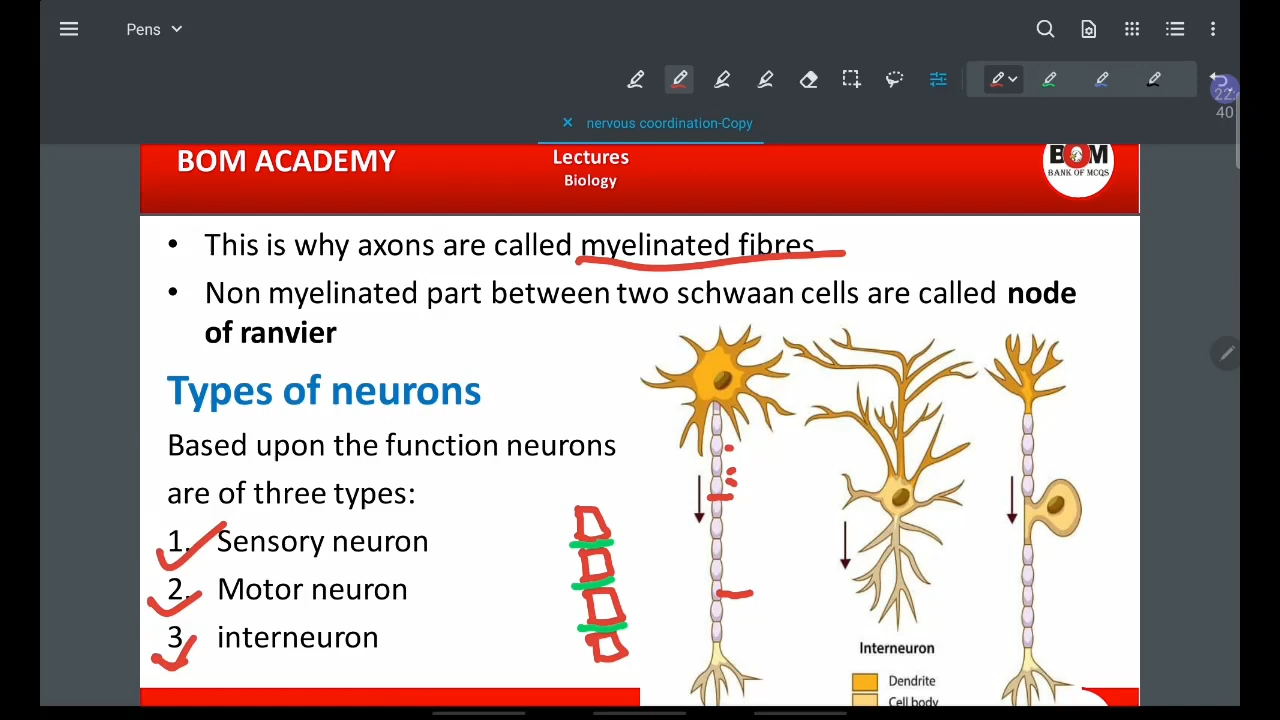 Pens
22
40
nervous coordination-Copy
BOM ACADEMY
Lectures
Biology
BOM
BANK OF MCQS
• This is why axons are called myelinated fibres
• Non myelinated part between two schwaan cells are called node
of ranvier
Types of neurons
Based upon the function neurons
are of three types:
1. Sensory neuron
2. Motor neuron
3 interneuron
Interneuron
Dendrite
Cell body